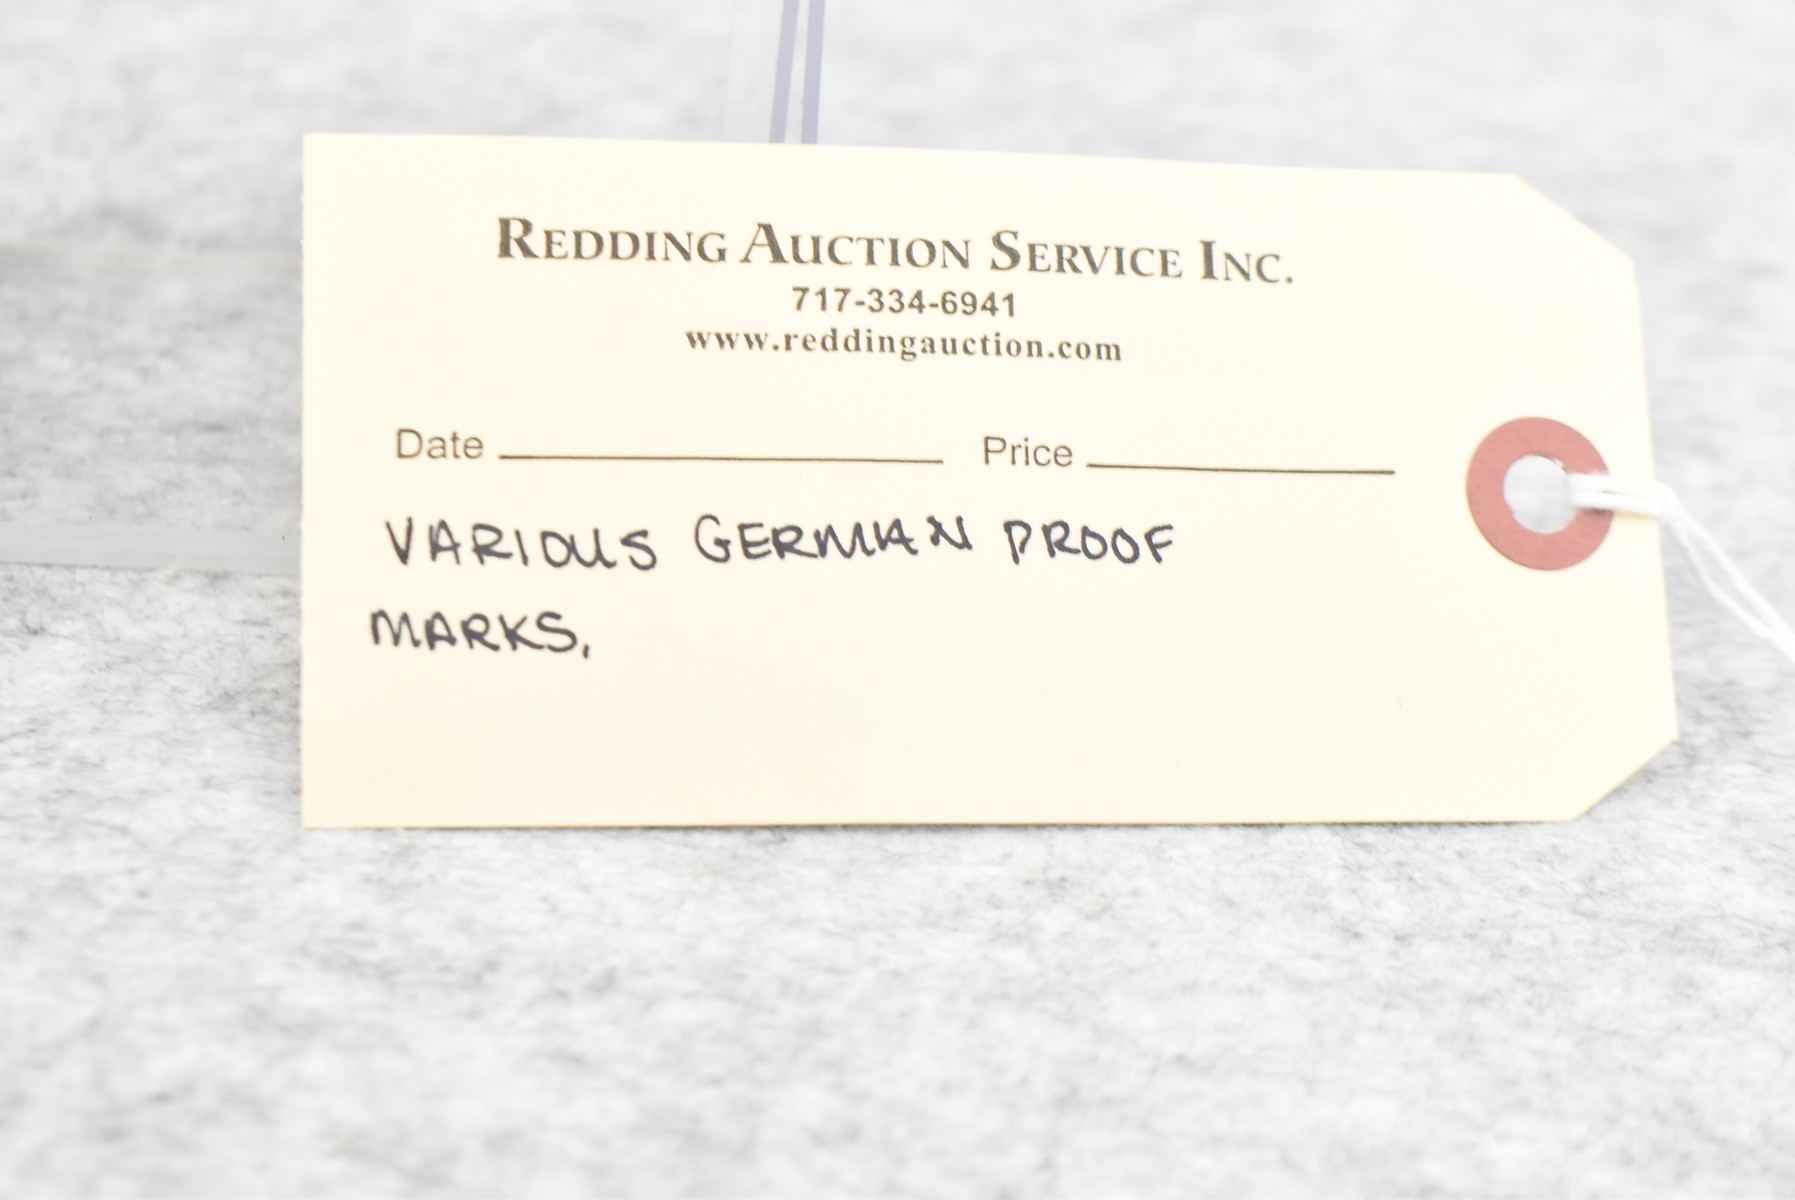 REDDING AUCTION SERVICE INC.
717-334-6941
www.reddingauction.com
Date Price
VARIOUS GERMAN PROOF
MARKS.